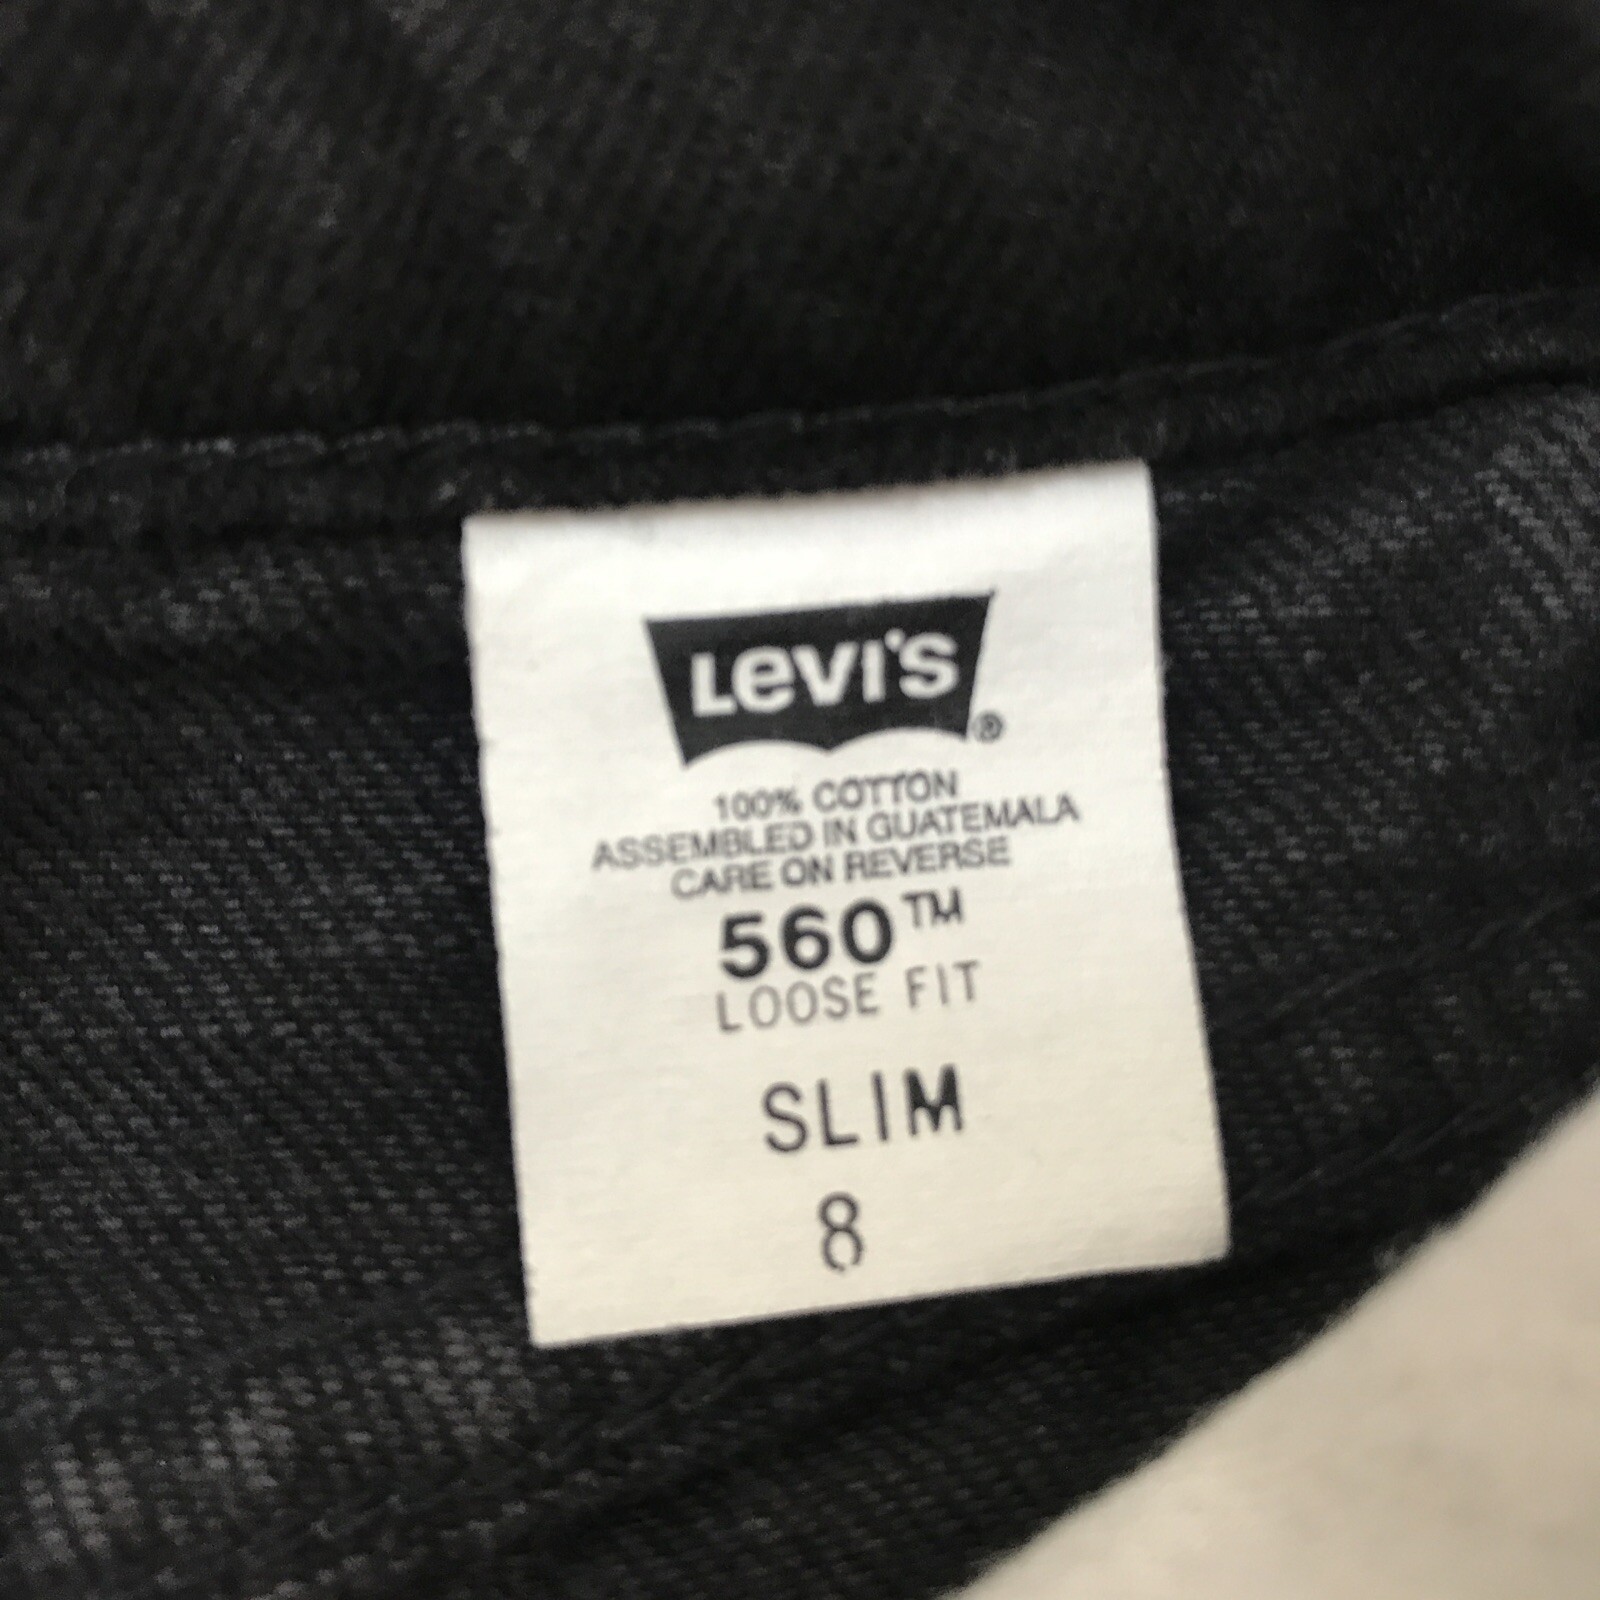 LEVI'S ®
100% COTTON
ASSEMBLED IN GUATEMALA
CARE ON REVERSE
560™
LOOSE FIT
SLIM
8